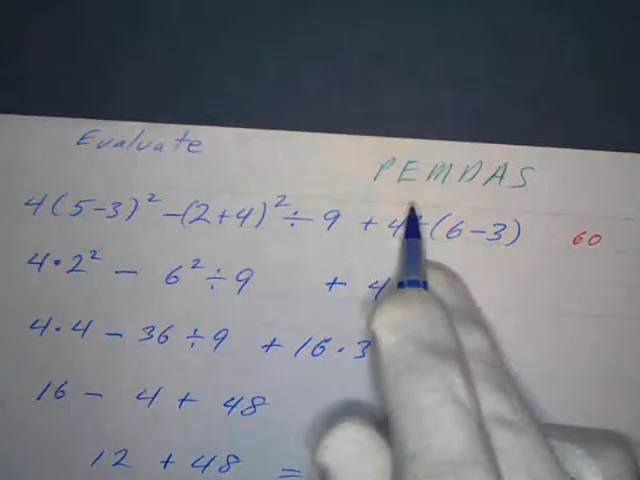 Evaluate
PEMDAS
4(5-3)² -(2+4)² ÷ 9 + 4 (6-3)
60
4•2² - 6² ÷ 9 + 4
4•4 - 36 ÷ 9 + 16•3
16 - 4 + 48
12 + 48 =